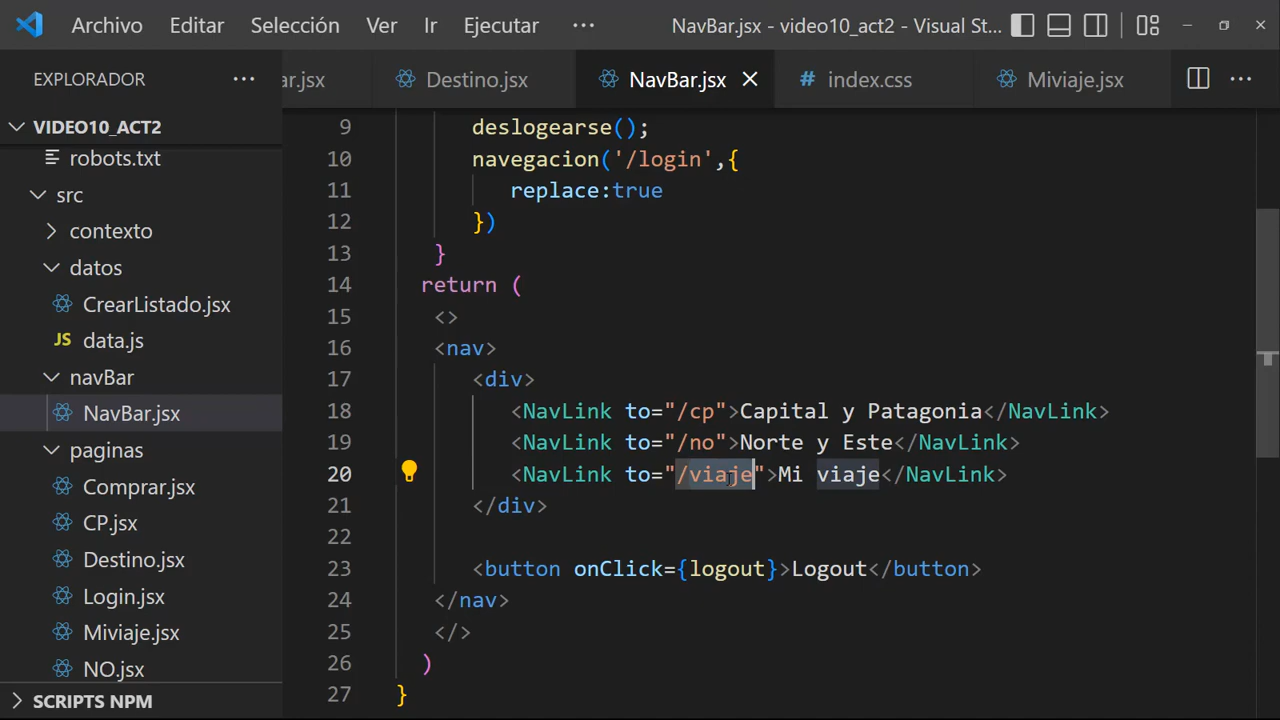 Archivo Editar Selección Ver Ir Ejecutar ··· NavBar.jsx - video10_act2 - Visual St...
EXPLORADOR ···
ar.jsx Destino.jsx NavBar.jsx index.css Miviaje.jsx ···
VIDEO10_ACT2
robots.txt
src
contexto
datos
CrearListado.jsx
JS data.js
navBar
NavBar.jsx
paginas
Comprar.jsx
CP.jsx
Destino.jsx
Login.jsx
Miviaje.jsx
NO.jsx
SCRIPTS NPM
9 deslogearse();
10 navegacion('/login',{
11 replace:true
12 })
13 }
14 return (
15 <>
16 <nav>
17 <div>
18 <NavLink to="/cp">Capital y Patagonia</NavLink>
19 <NavLink to="/no">Norte y Este</NavLink>
20 <NavLink to="/viaje">Mi viaje</NavLink>
21 </div>
22
23 <button onClick={logout}>Logout</button>
24 </nav>
25 </>
26 )
27 }